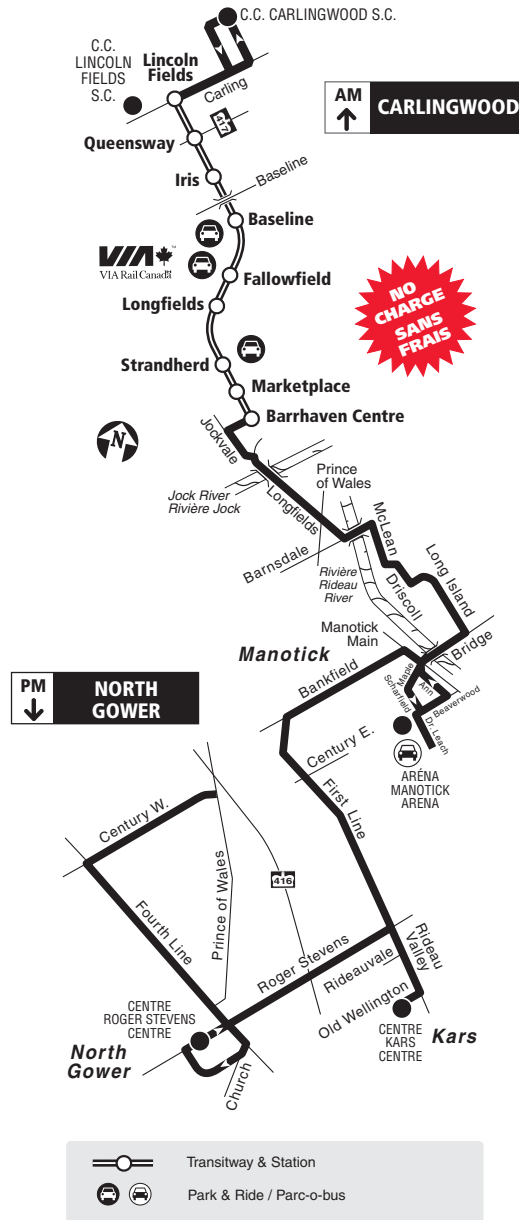 C.C. CARLINGWOOD S.C.
C.C.
LINCOLN
FIELDS
S.C.
Lincoln
Fields
Carling
AM
CARLINGWOOD
417
Queensway
Iris
Baseline
Baseline
VIA
VIA Rail Canada
Fallowfield
NO
CHARGE
SANS
FRAIS
Longfields
Strandherd
Marketplace
Barrhaven Centre
N
Jockvale
Jock River
Rivière Jock
Longfields
Prince
of Wales
McLean
Barnsdale
Rivière
Rideau
River
Driscoll
Long Island
Manotick
Main
Bridge
Manotick
Bankfield
Maple
Ann
Scharfield
Beaverwood
Dr. Leach
PM
NORTH
GOWER
ARÉNA
MANOTICK
ARENA
Century E.
First Line
Century W.
Prince of Wales
416
Fourth Line
Roger Stevens
Rideau
Valley
Rideauvale
Old Wellington
CENTRE
ROGER STEVENS
CENTRE
CENTRE
KARS
CENTRE
Kars
North
Gower
Church
Transitway & Station
Park & Ride / Parc-o-bus